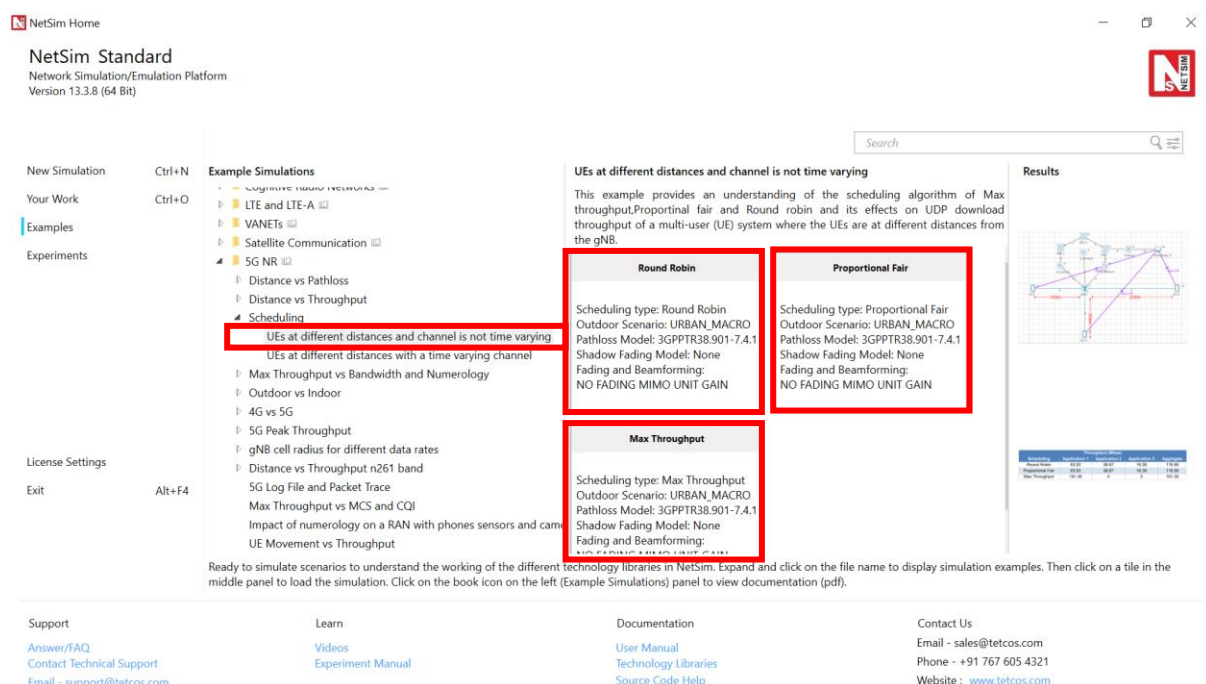 NetSim Home
NetSim Standard
Network Simulation/Emulation Platform
Version 13.3.8 (64 Bit)
NETSIM
Search
New Simulation Ctrl+N
Your Work Ctrl+O
Examples
Experiments
License Settings
Exit Alt+F4
Example Simulations
Cognitive Radio Networks
LTE and LTE-A
VANETs
Satellite Communication
5G NR
Distance vs Pathloss
Distance vs Throughput
Scheduling
UEs at different distances and channel is not time varying
UEs at different distances with a time varying channel
Max Throughput vs Bandwidth and Numerology
Outdoor vs Indoor
4G vs 5G
5G Peak Throughput
gNB cell radius for different data rates
Distance vs Throughput n261 band
5G Log File and Packet Trace
Max Throughput vs MCS and CQI
Impact of numerology on a RAN with phones sensors and came
UE Movement vs Throughput
UEs at different distances and channel is not time varying
This example provides an understanding of the scheduling algorithm of Max
throughput,Proportinal fair and Round robin and its effects on UDP download
throughput of a multi-user (UE) system where the UEs are at different distances from
the gNB.
Round Robin
Scheduling type: Round Robin
Outdoor Scenario: URBAN_MACRO
Pathloss Model: 3GPPTR38.901-7.4.1
Shadow Fading Model: None
Fading and Beamforming:
NO FADING MIMO UNIT GAIN
Proportional Fair
Scheduling type: Proportional Fair
Outdoor Scenario: URBAN_MACRO
Pathloss Model: 3GPPTR38.901-7.4.1
Shadow Fading Model: None
Fading and Beamforming:
NO FADING MIMO UNIT GAIN
Max Throughput
Scheduling type: Max Throughput
Outdoor Scenario: URBAN_MACRO
Pathloss Model: 3GPPTR38.901-7.4.1
Shadow Fading Model: None
Fading and Beamforming:
NO FADING MIMO UNIT GAIN
Results
Ready to simulate scenarios to understand the working of the different technology libraries in NetSim. Expand and click on the file name to display simulation examples. Then click on a tile in the
middle panel to load the simulation. Click on the book icon on the left (Example Simulations) panel to view documentation (pdf).
Support
Answer/FAQ
Contact Technical Support
Email - support@tetcos.com
Learn
Videos
Experiment Manual
Documentation
User Manual
Technology Libraries
Source Code Help
Contact Us
Email - sales@tetcos.com
Phone - +91 767 605 4321
Website : www.tetcos.com